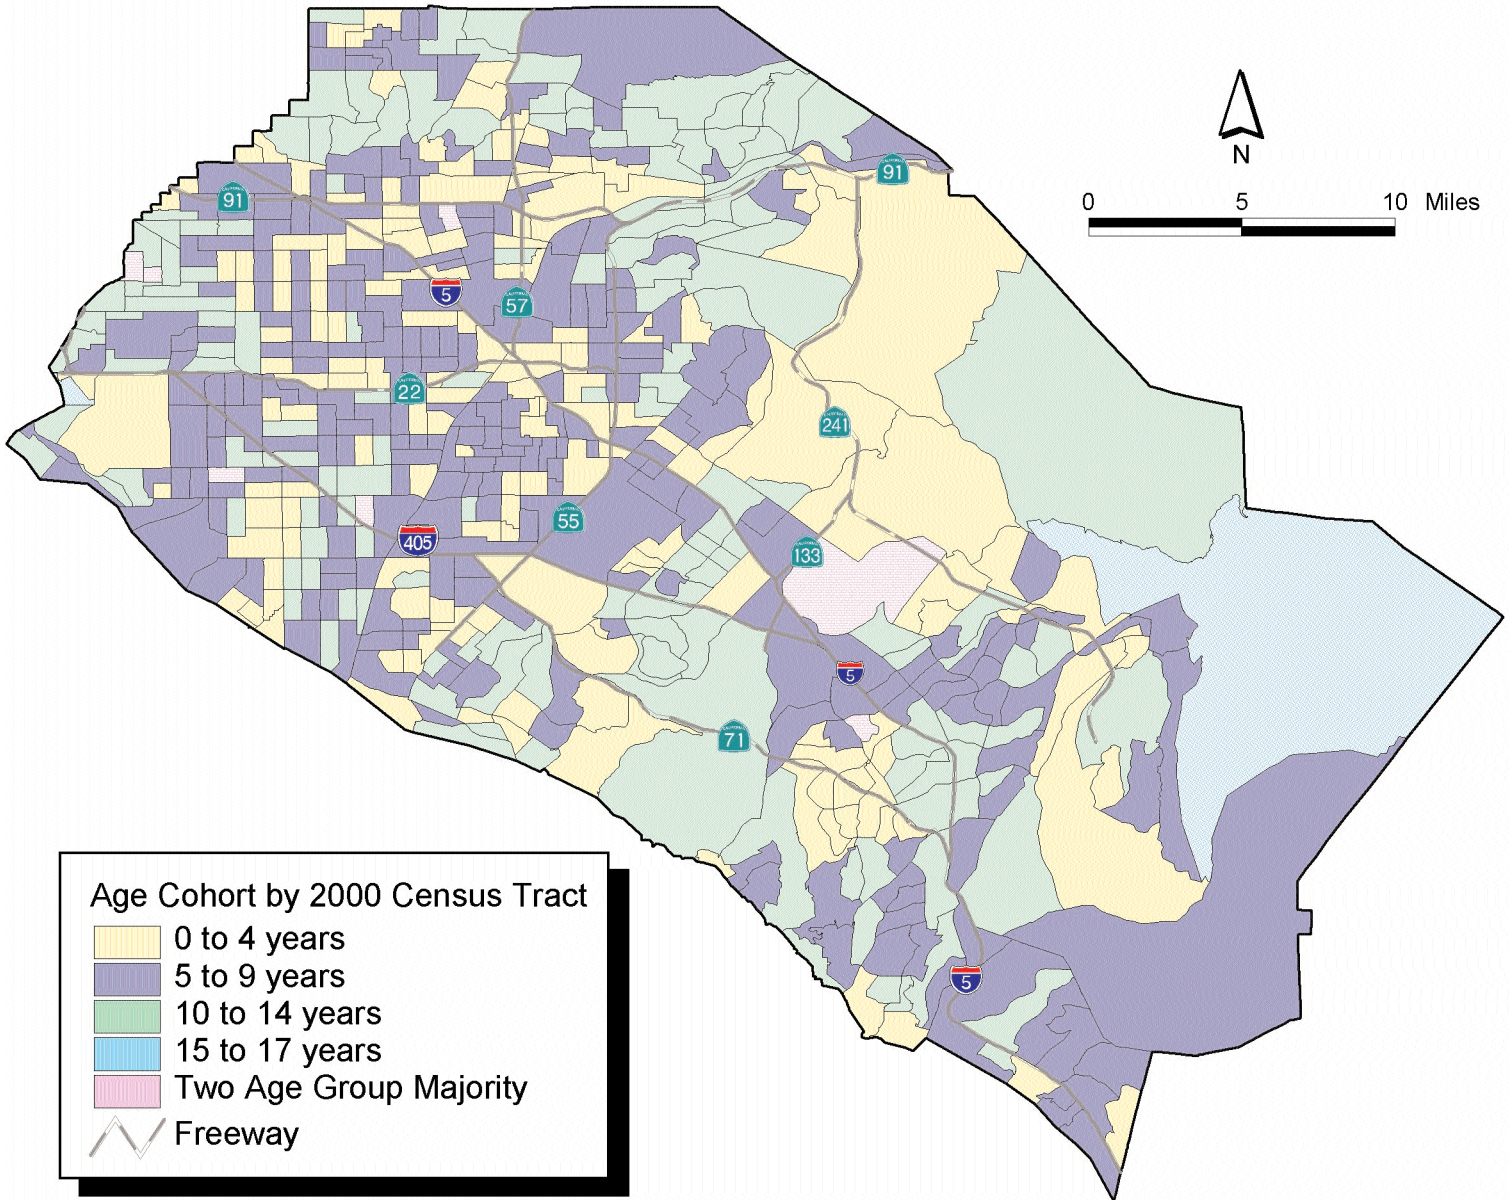 91
N
0 5 10 Miles
91
5
57
22
241
55
405
133
5
71
5
Age Cohort by 2000 Census Tract
0 to 4 years
5 to 9 years
10 to 14 years
15 to 17 years
Two Age Group Majority
Freeway